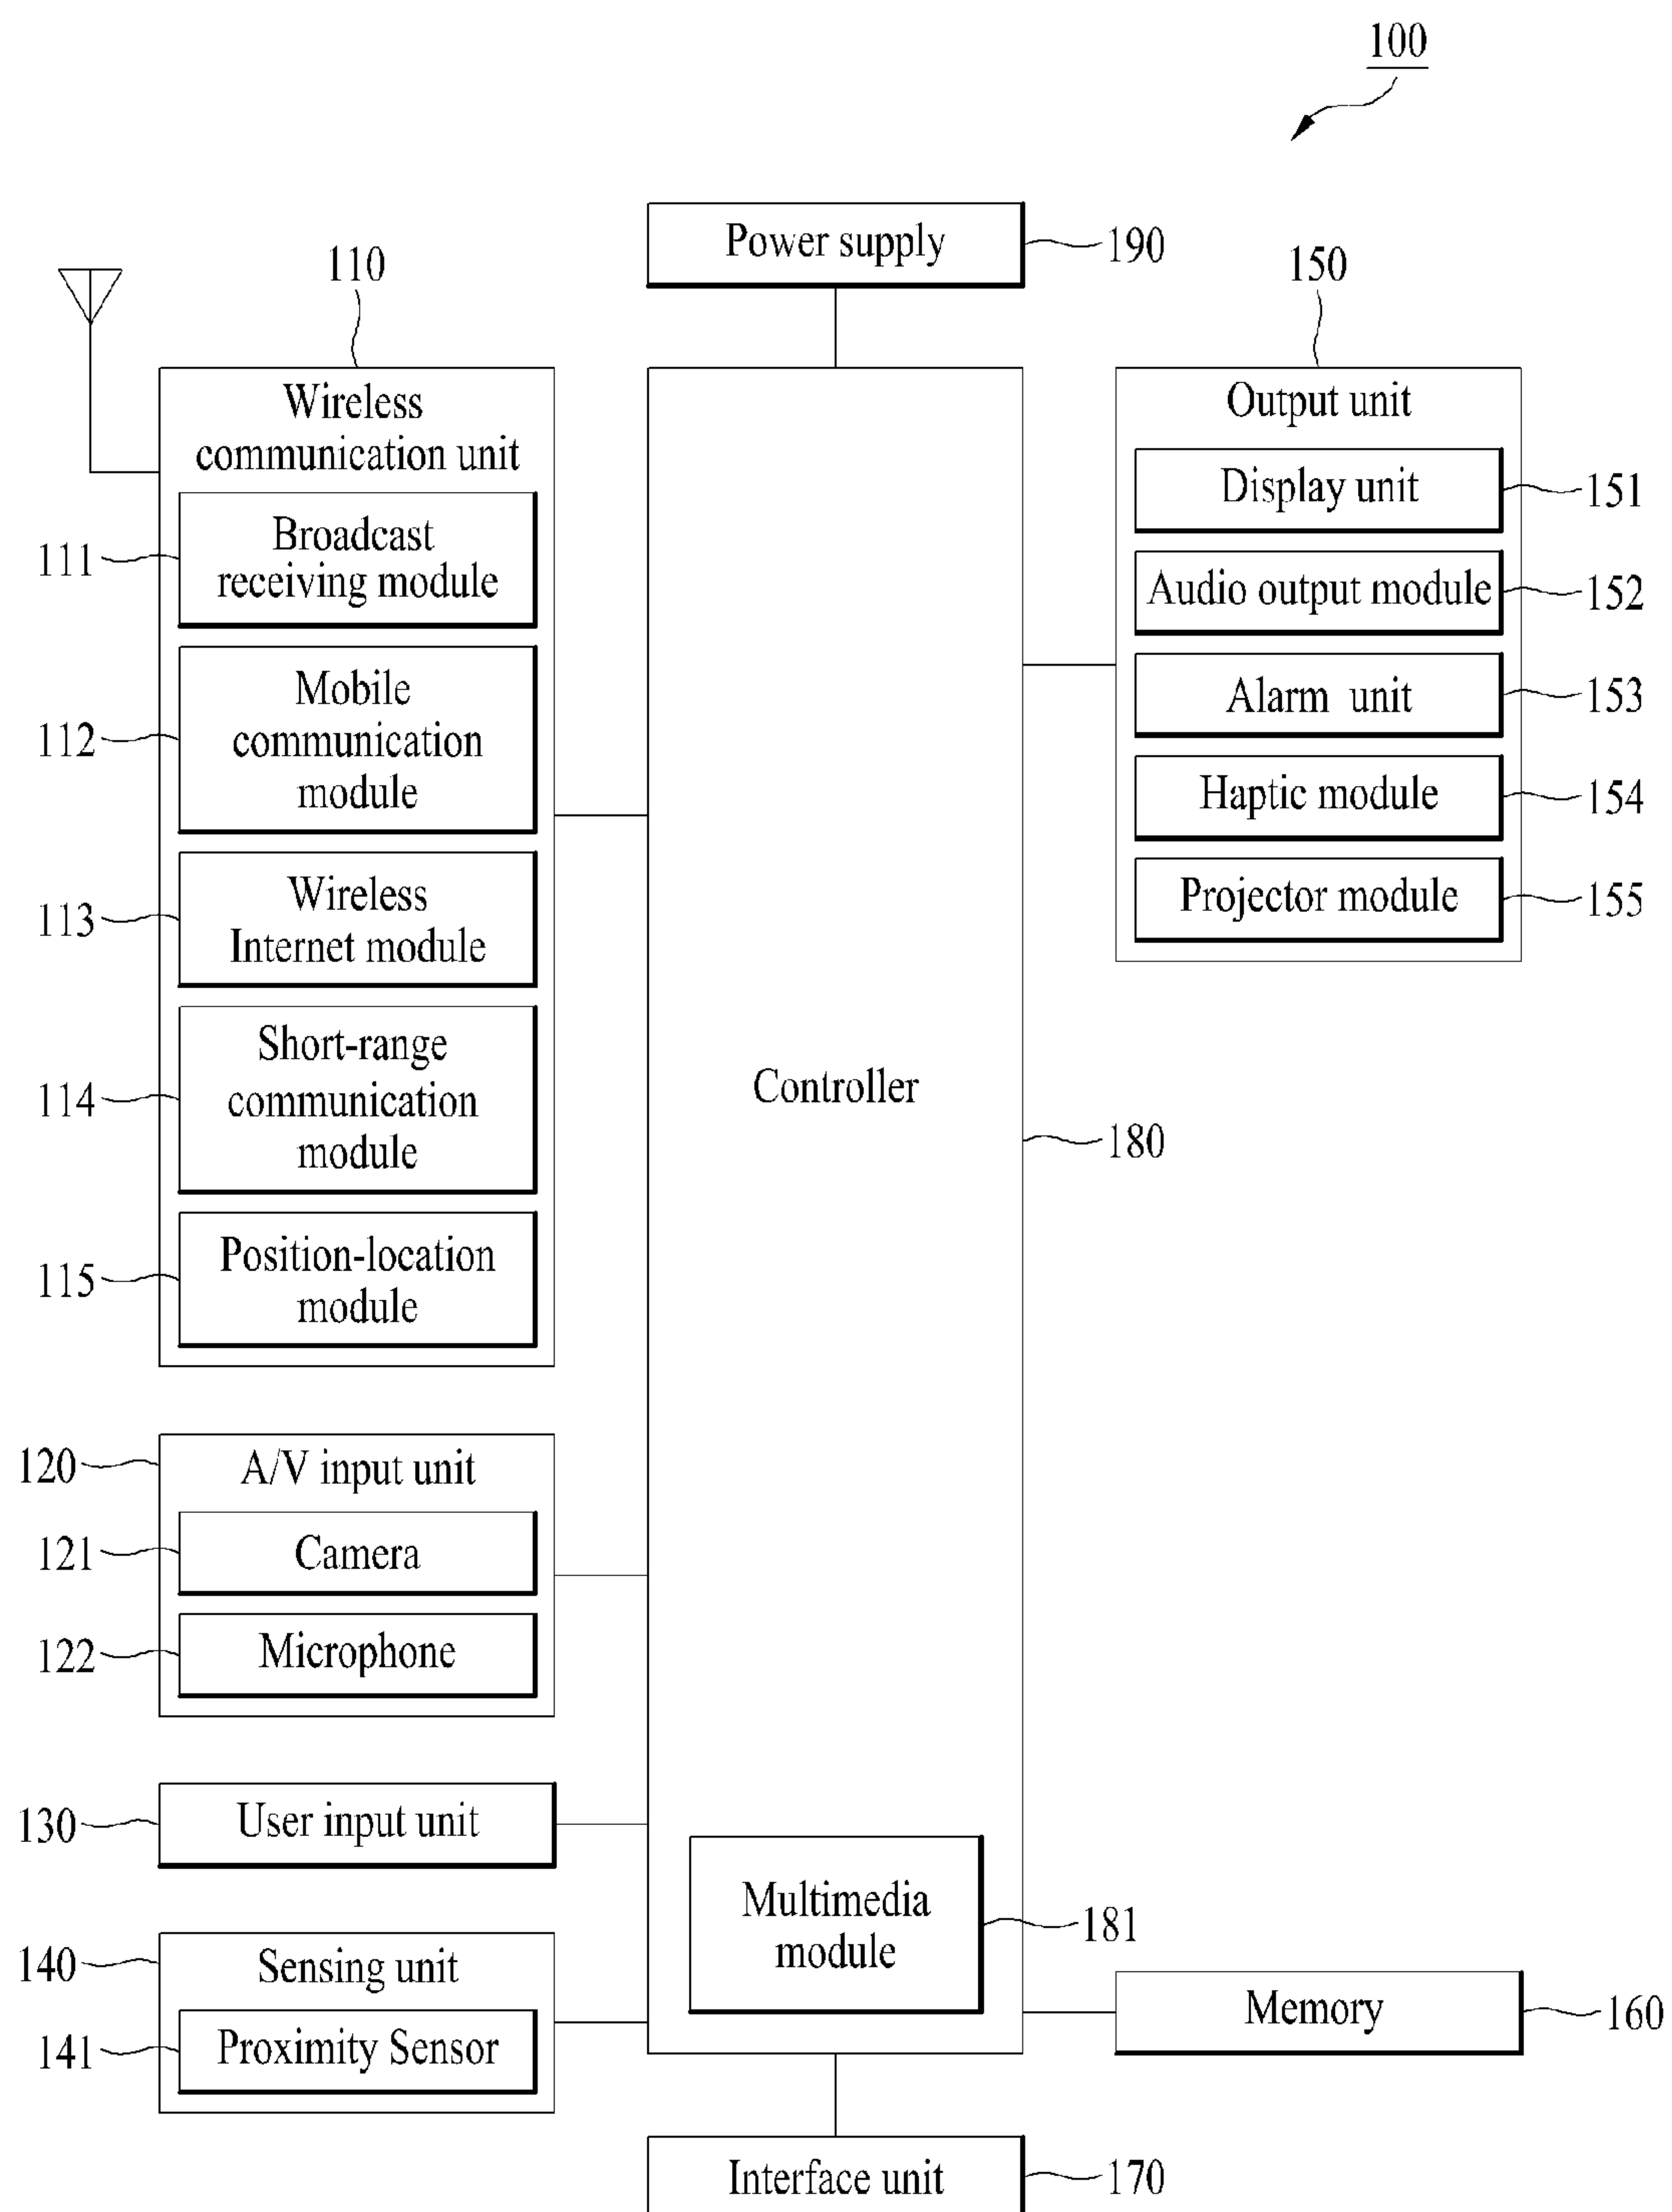 100
Power supply
190
110
150
Wireless
communication unit
Broadcast
receiving module
111
Mobile
communication
module
112
Wireless
Internet module
113
Short-range
communication
module
114
Position-location
module
115
Output unit
Display unit
151
Audio output module
152
Alarm unit
153
Haptic module
154
Projector module
155
Controller
180
120
A/V input unit
121
Camera
122
Microphone
130
User input unit
Multimedia
module
181
140
Sensing unit
141
Proximity Sensor
Memory
160
Interface unit
170